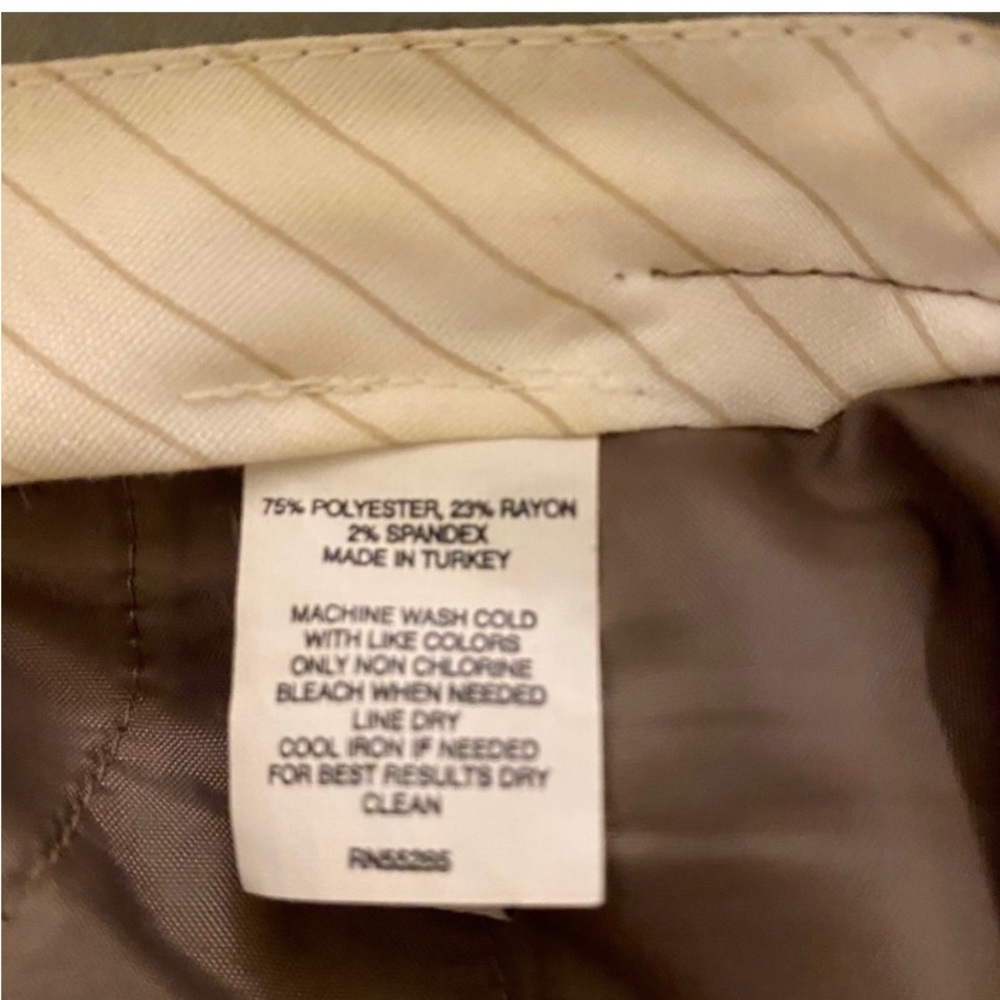 75% POLYESTER, 23% RAYON
2% SPANDEX
MADE IN TURKEY
MACHINE WASH COLD
WITH LIKE COLORS
ONLY NON CHLORINE
BLEACH WHEN NEEDED
LINE DRY
COOL IRON IF NEEDED
FOR BEST RESULTS DRY
CLEAN